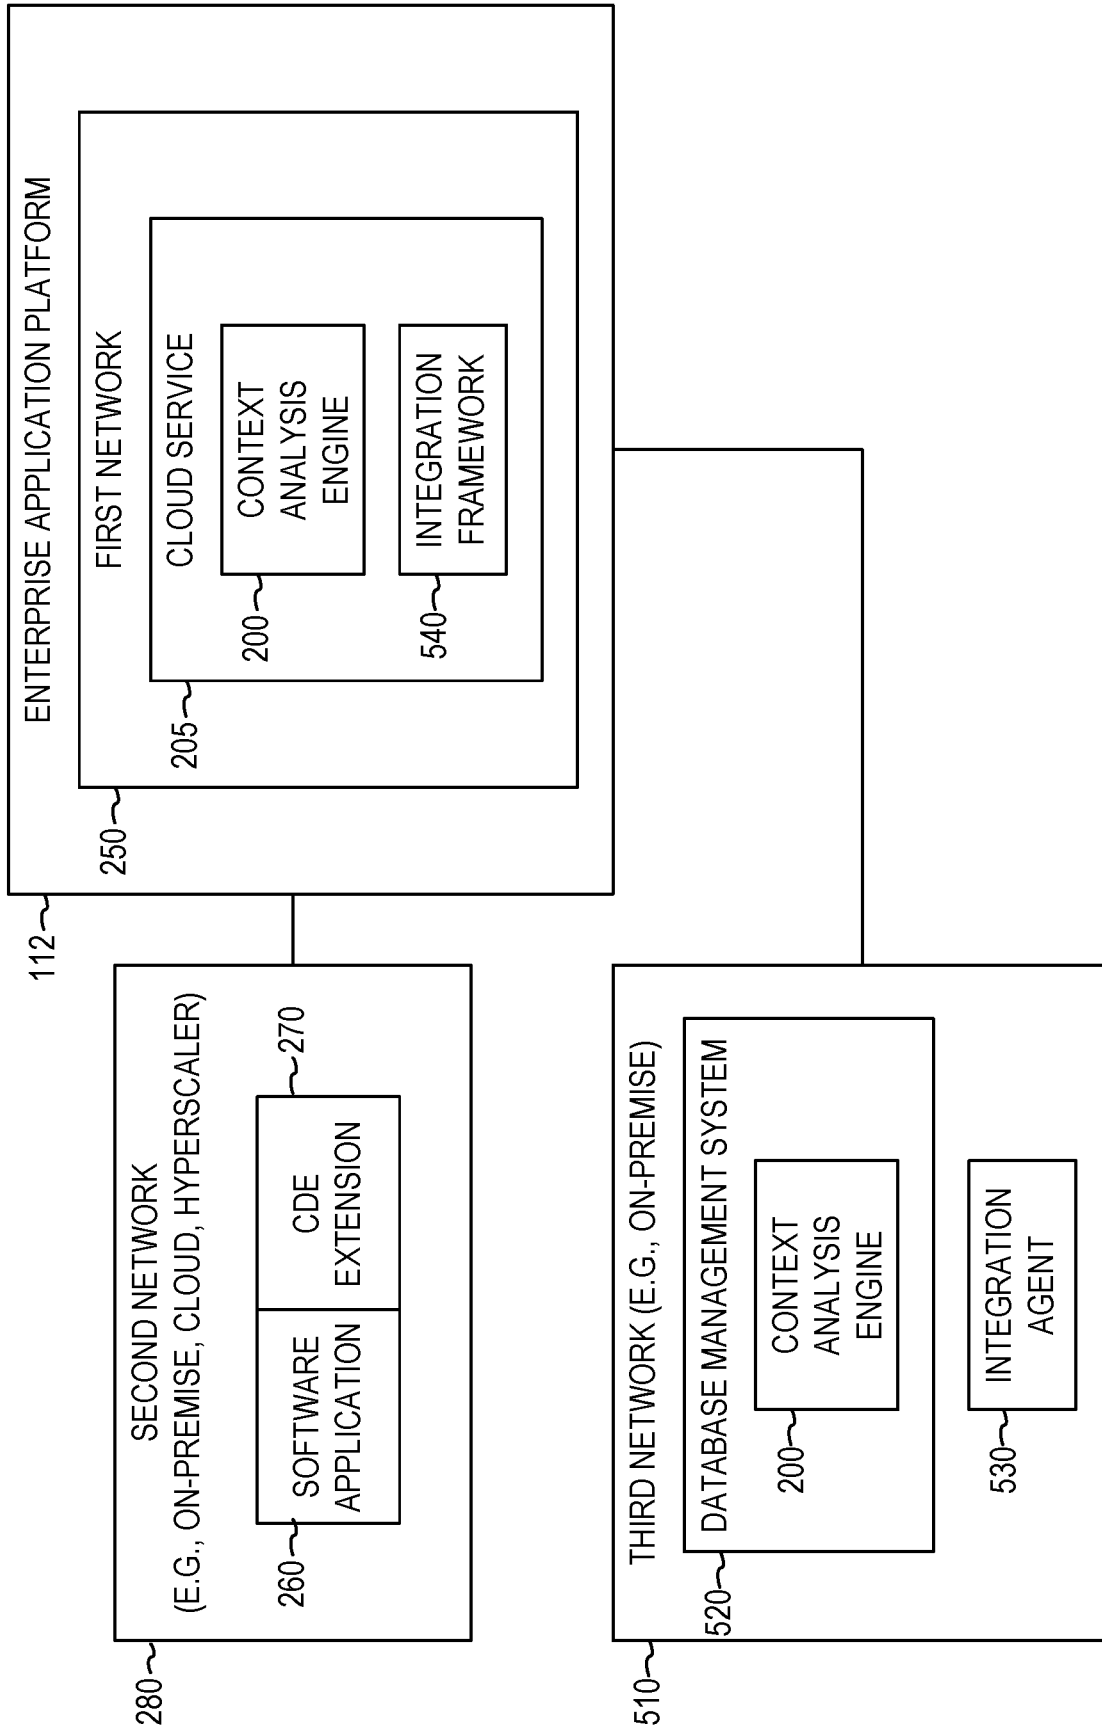 280
SECOND NETWORK
(E.G., ON-PREMISE, CLOUD, HYPERSCALER)
260
SOFTWARE
APPLICATION
CDE
EXTENSION
270
112
ENTERPRISE APPLICATION PLATFORM
250
FIRST NETWORK
205
CLOUD SERVICE
200
CONTEXT
ANALYSIS
ENGINE
540
INTEGRATION
FRAMEWORK
510
THIRD NETWORK (E.G., ON-PREMISE)
520
DATABASE MANAGEMENT SYSTEM
200
CONTEXT
ANALYSIS
ENGINE
530
INTEGRATION
AGENT